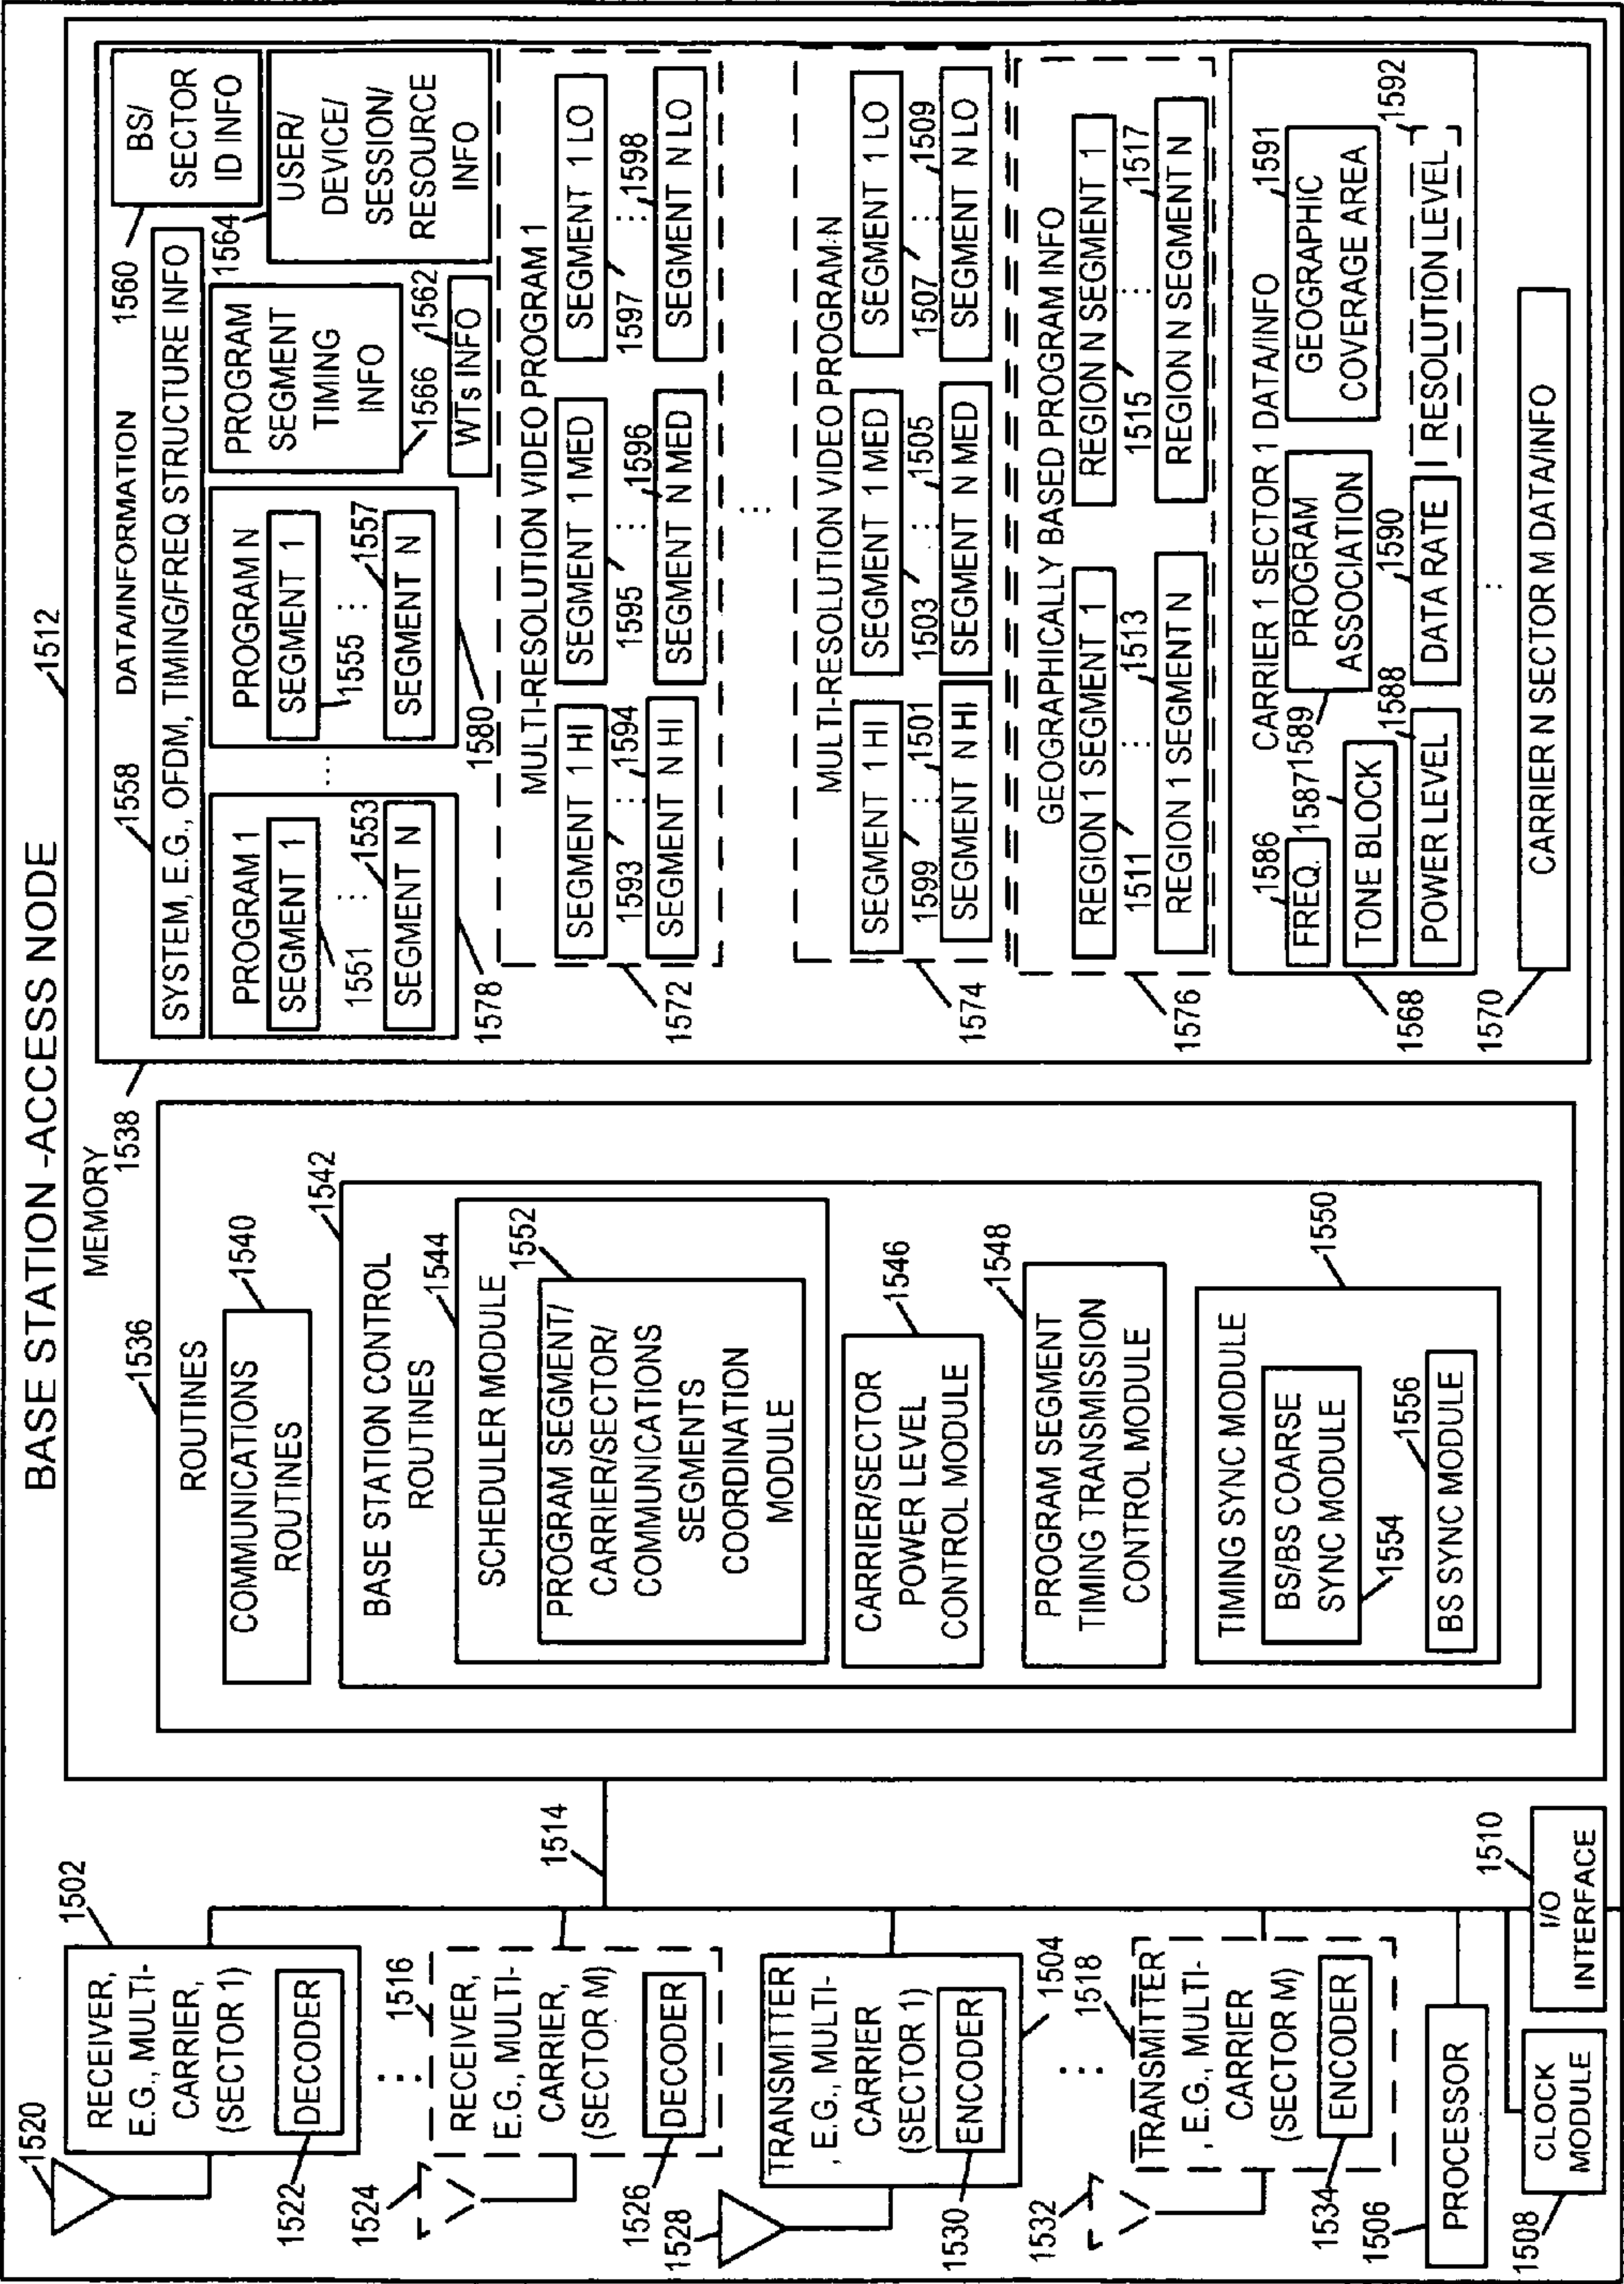 BASE STATION -ACCESS NODE
1520
1502
RECEIVER,
E.G., MULTI-
CARRIER,
(SECTOR 1)
DECODER
1522
1516
1524
RECEIVER,
E.G., MULTI-
CARRIER,
(SECTOR M)
DECODER
1526
1528
TRANSMITTER
, E.G., MULTI-
CARRIER
(SECTOR 1)
ENCODER
1530
1504
1518
1532
TRANSMITTER
, E.G., MULTI-
CARRIER
(SECTOR M)
ENCODER
1534
1506
PROCESSOR
1508
CLOCK
MODULE
1510
I/O
INTERFACE
1514
1512
MEMORY
1536
ROUTINES
1540
COMMUNICATIONS
ROUTINES
1542
BASE STATION CONTROL
ROUTINES
1544
SCHEDULER MODULE
1552
PROGRAM SEGMENT/
CARRIER/SECTOR/
COMMUNICATIONS
SEGMENTS
COORDINATION
MODULE
1546
CARRIER/SECTOR
POWER LEVEL
CONTROL MODULE
1548
PROGRAM SEGMENT
TIMING TRANSMISSION
CONTROL MODULE
1550
TIMING SYNC MODULE
BS/BS COARSE
SYNC MODULE
1554
1556
BS SYNC MODULE
1538
1558
DATA/INFORMATION
1560
BS/
SECTOR
ID INFO
SYSTEM, E.G., OFDM, TIMING/FREQ STRUCTURE INFO
1564
USER/
DEVICE/
SESSION/
RESOURCE
INFO
PROGRAM 1
SEGMENT 1
1551 ⋮ 1553
SEGMENT N
1578
...
PROGRAM N
SEGMENT 1
1555 ⋮ 1557
SEGMENT N
1580
PROGRAM
SEGMENT
TIMING
INFO
1566
1562
WTs INFO
MULTI-RESOLUTION VIDEO PROGRAM 1
SEGMENT 1 HI
SEGMENT 1 MED
SEGMENT 1 LO
1593 ⋮ 1594
1595 ⋮ 1596
1597 ⋮ 1598
SEGMENT N HI
SEGMENT N MED
SEGMENT N LO
1572
⋮
MULTI-RESOLUTION VIDEO PROGRAM N
SEGMENT 1 HI
SEGMENT 1 MED
SEGMENT 1 LO
1599 ⋮ 1501
1503 ⋮ 1505
1507 ⋮ 1509
SEGMENT N HI
SEGMENT N MED
SEGMENT N LO
1574
GEOGRAPHICALLY BASED PROGRAM INFO
REGION 1 SEGMENT 1
REGION N SEGMENT 1
1511 ⋮ 1513
1515 ⋮ 1517
REGION 1 SEGMENT N
REGION N SEGMENT N
1576
CARRIER 1 SECTOR 1 DATA/INFO
1586
FREQ.
1587
TONE BLOCK
1588
POWER LEVEL
1589
PROGRAM
ASSOCIATION
1590
DATA RATE
1591
GEOGRAPHIC
COVERAGE AREA
1592
RESOLUTION LEVEL
1568
⋮
1570
CARRIER N SECTOR M DATA/INFO